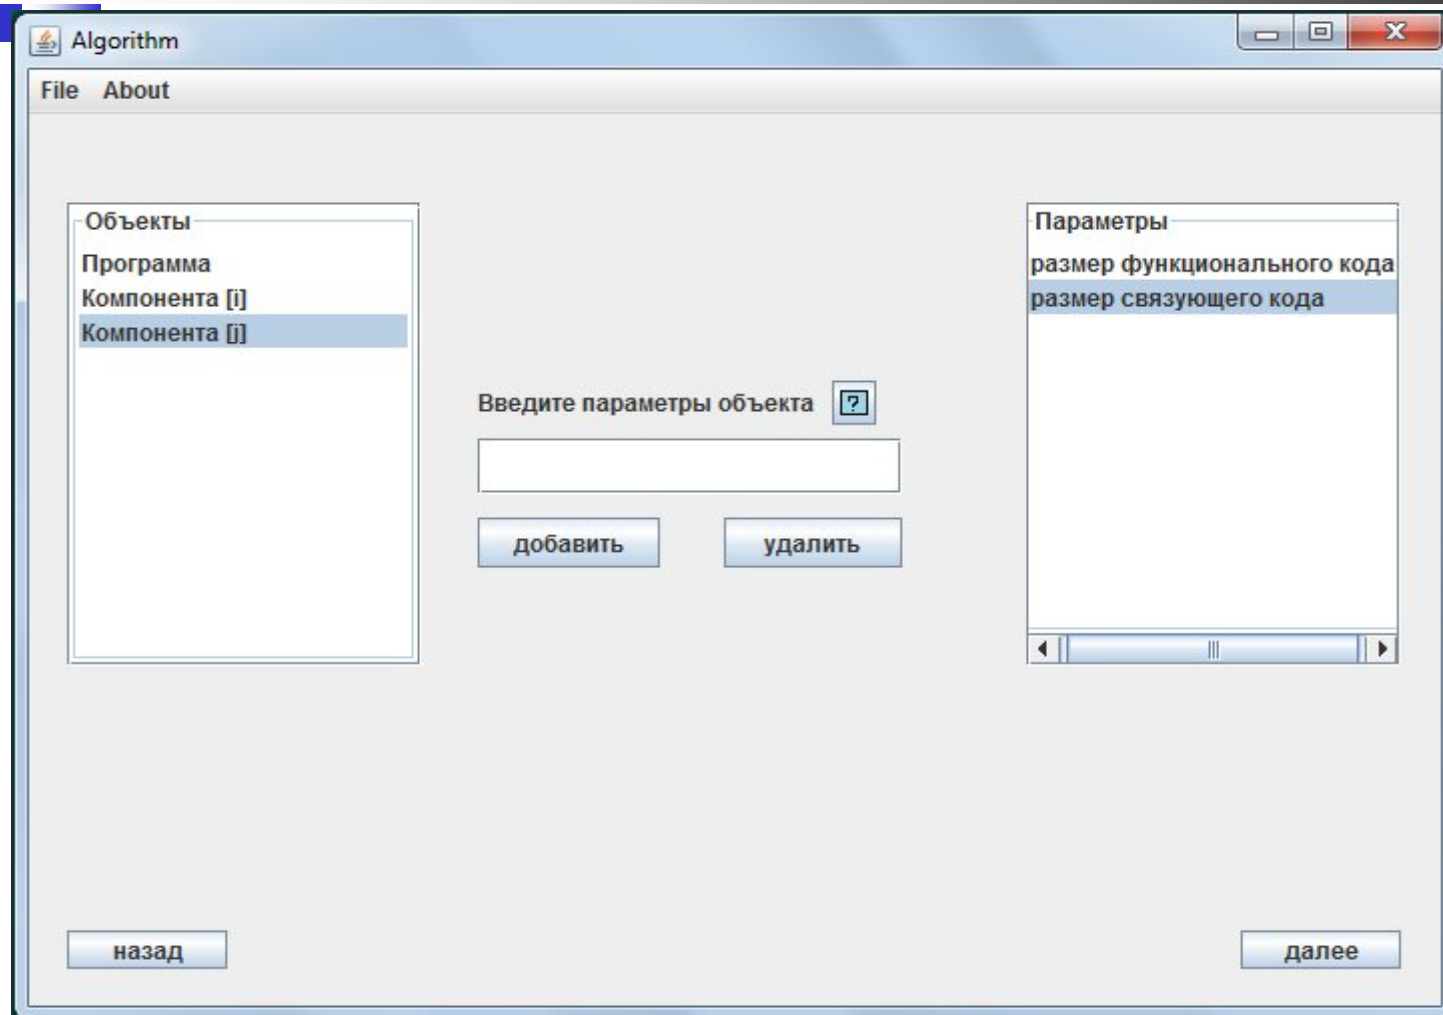 Algorithm
File About
Объекты
Программа
Компонента [i]
Компонента [j]
Введите параметры объекта ?
добавить удалить
Параметры
размер функционального кода
размер связующего кода
назад далее